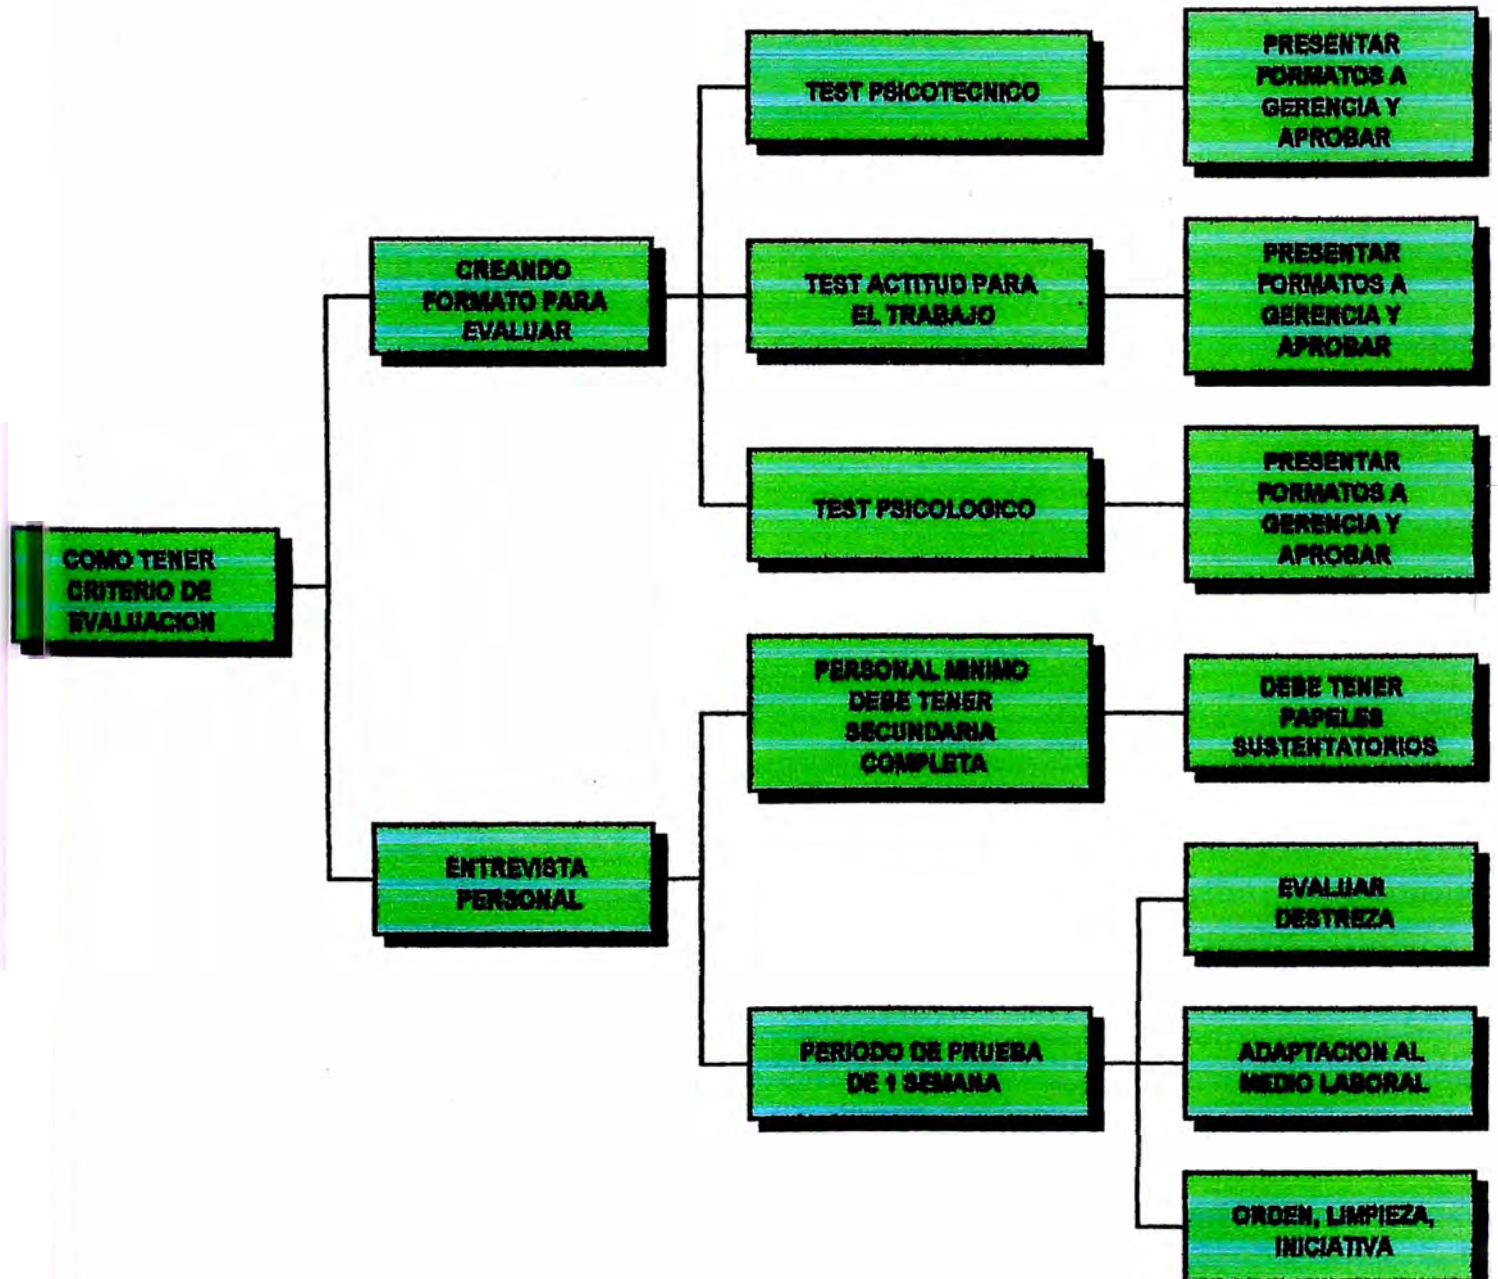 COMO TENER
CRITERIO DE
EVALUACION
CREANDO
FORMATO PARA
EVALUAR
TEST PSICOTECNICO
PRESENTAR
FORMATOS A
GERENCIA Y
APROBAR
TEST ACTITUD PARA
EL TRABAJO
PRESENTAR
FORMATOS A
GERENCIA Y
APROBAR
TEST PSICOLOGICO
PRESENTAR
FORMATOS A
GERENCIA Y
APROBAR
ENTREVISTA
PERSONAL
PERSONAL MINIMO
DEBE TENER
SECUNDARIA
COMPLETA
DEBE TENER
PAPELES
SUSTENTATORIOS
PERIODO DE PRUEBA
DE 1 SEMANA
EVALUAR
DESTREZA
ADAPTACION AL
MEDIO LABORAL
ORDEN, LIMPIEZA,
INICIATIVA